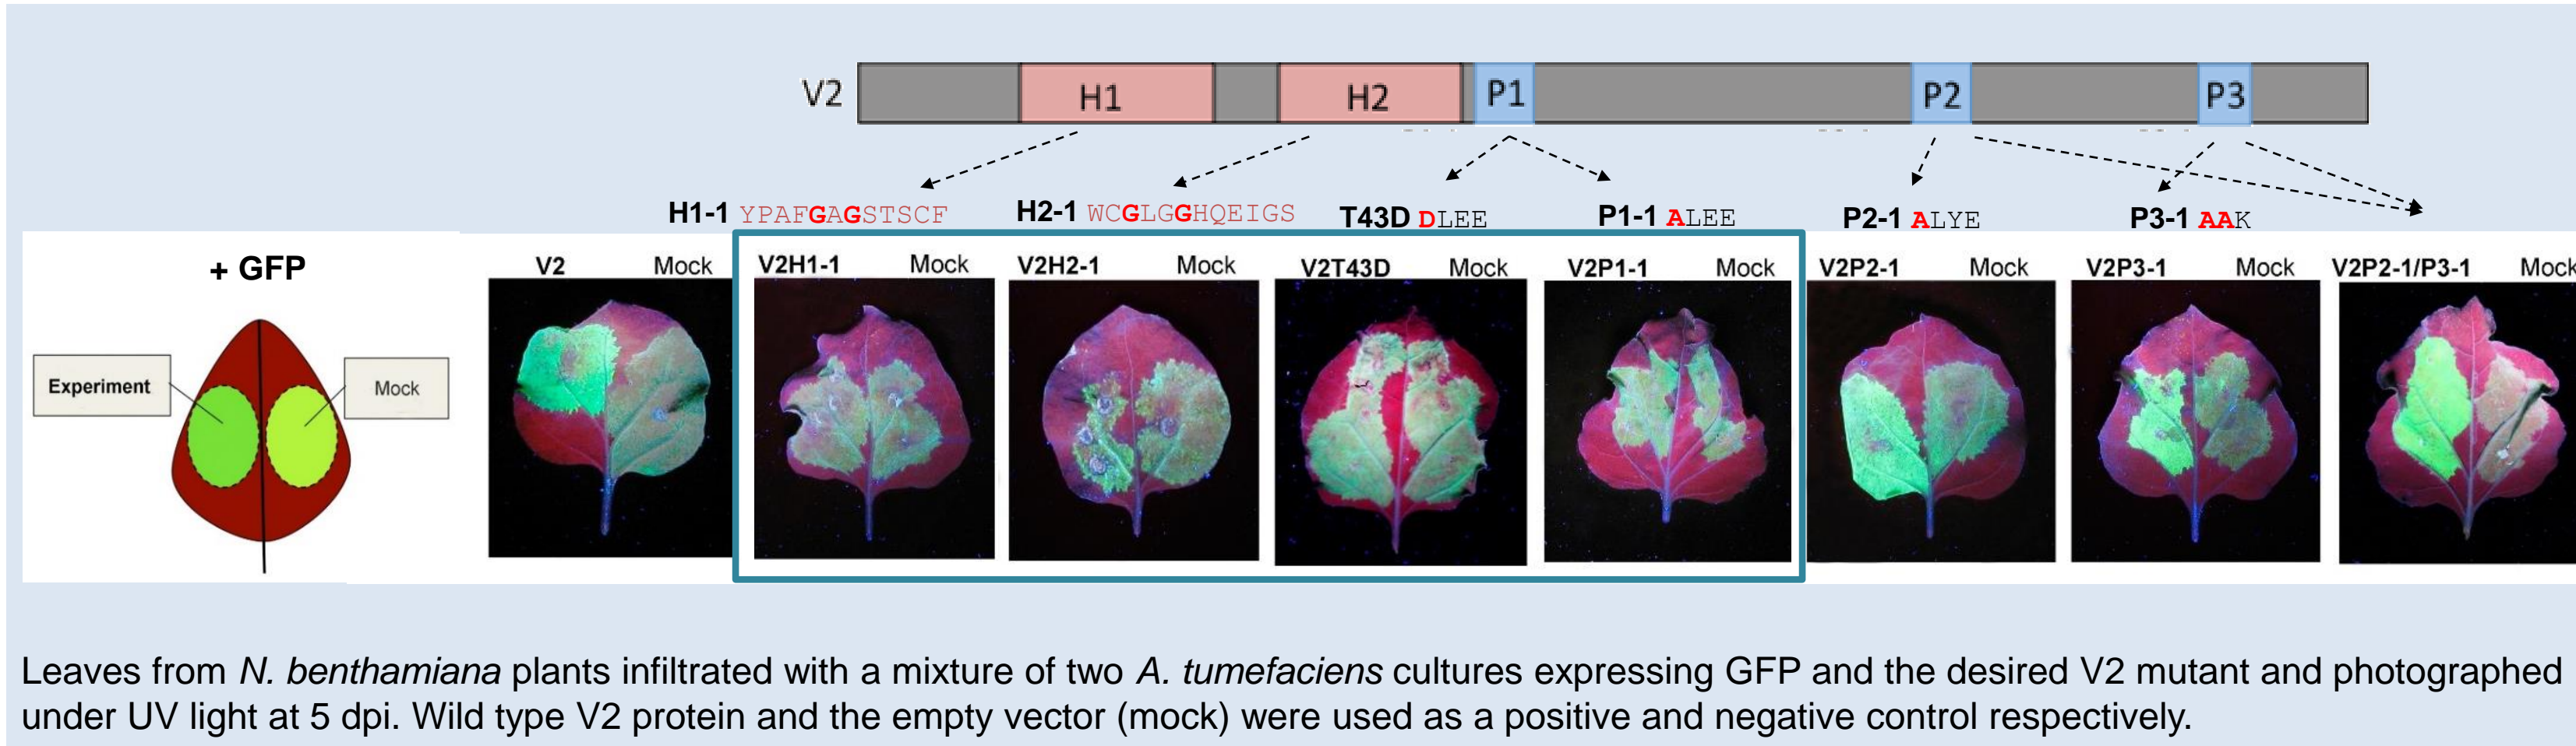 V2 H1 H2 P1 P2 P3
H1-1 YPAFGAGSTSCF H2-1 WCGLGGHQEIGS T43D DLEE P1-1 ALEE P2-1 ALYE P3-1 AAK
+ GFP
V2 Mock V2H1-1 Mock V2H2-1 Mock V2T43D Mock V2P1-1 Mock V2P2-1 Mock V2P3-1 Mock V2P2-1/P3-1 Mock
Experiment Mock
Leaves from N. benthamiana plants infiltrated with a mixture of two A. tumefaciens cultures expressing GFP and the desired V2 mutant and photographed
under UV light at 5 dpi. Wild type V2 protein and the empty vector (mock) were used as a positive and negative control respectively.